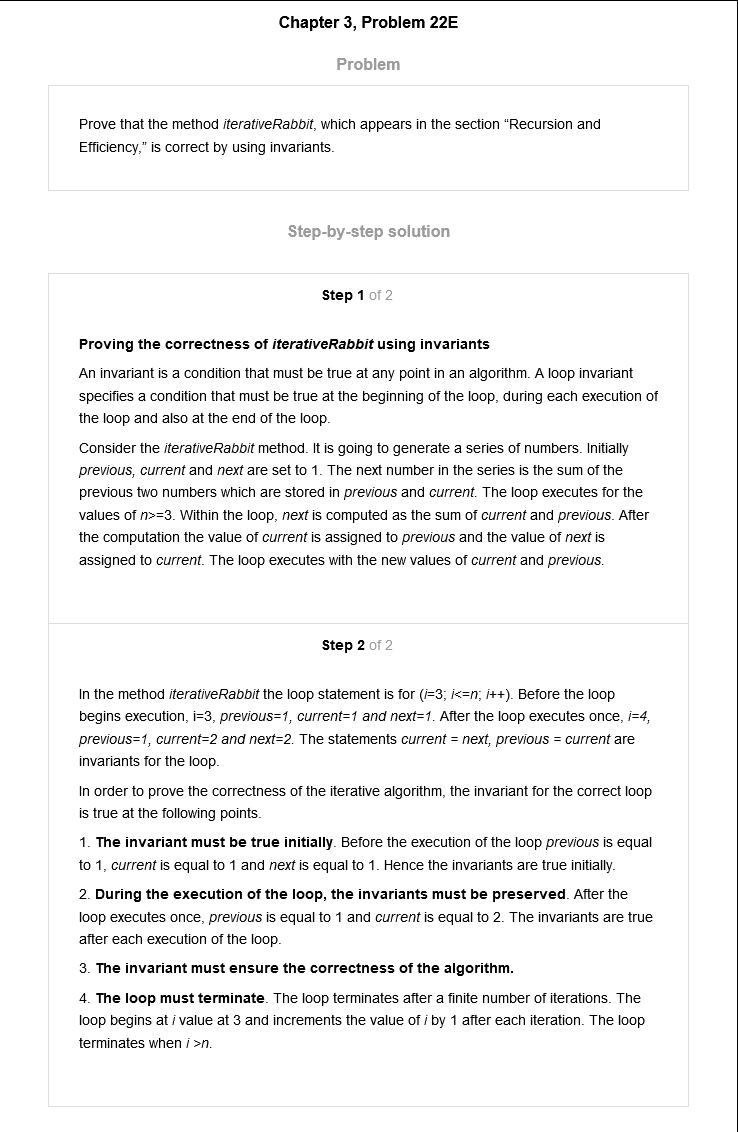 Chapter 3, Problem 22E
Problem
Prove that the method iterativeRabbit, which appears in the section “Recursion and
Efficiency,” is correct by using invariants.
Step-by-step solution
Step 1 of 2
Proving the correctness of iterativeRabbit using invariants
An invariant is a condition that must be true at any point in an algorithm. A loop invariant
specifies a condition that must be true at the beginning of the loop, during each execution of
the loop and also at the end of the loop.
Consider the iterativeRabbit method. It is going to generate a series of numbers. Initially
previous, current and next are set to 1. The next number in the series is the sum of the
previous two numbers which are stored in previous and current. The loop executes for the
values of n>=3. Within the loop, next is computed as the sum of current and previous. After
the computation the value of current is assigned to previous and the value of next is
assigned to current. The loop executes with the new values of current and previous.
Step 2 of 2
In the method iterativeRabbit the loop statement is for (i=3; i<=n; i++). Before the loop
begins execution, i=3, previous=1, current=1 and next=1. After the loop executes once, i=4,
previous=1, current=2 and next=2. The statements current = next, previous = current are
invariants for the loop.
In order to prove the correctness of the iterative algorithm, the invariant for the correct loop
is true at the following points.
1. The invariant must be true initially. Before the execution of the loop previous is equal
to 1, current is equal to 1 and next is equal to 1. Hence the invariants are true initially.
2. During the execution of the loop, the invariants must be preserved. After the
loop executes once, previous is equal to 1 and current is equal to 2. The invariants are true
after each execution of the loop.
3. The invariant must ensure the correctness of the algorithm.
4. The loop must terminate. The loop terminates after a finite number of iterations. The
loop begins at i value at 3 and increments the value of i by 1 after each iteration. The loop
terminates when i >n.